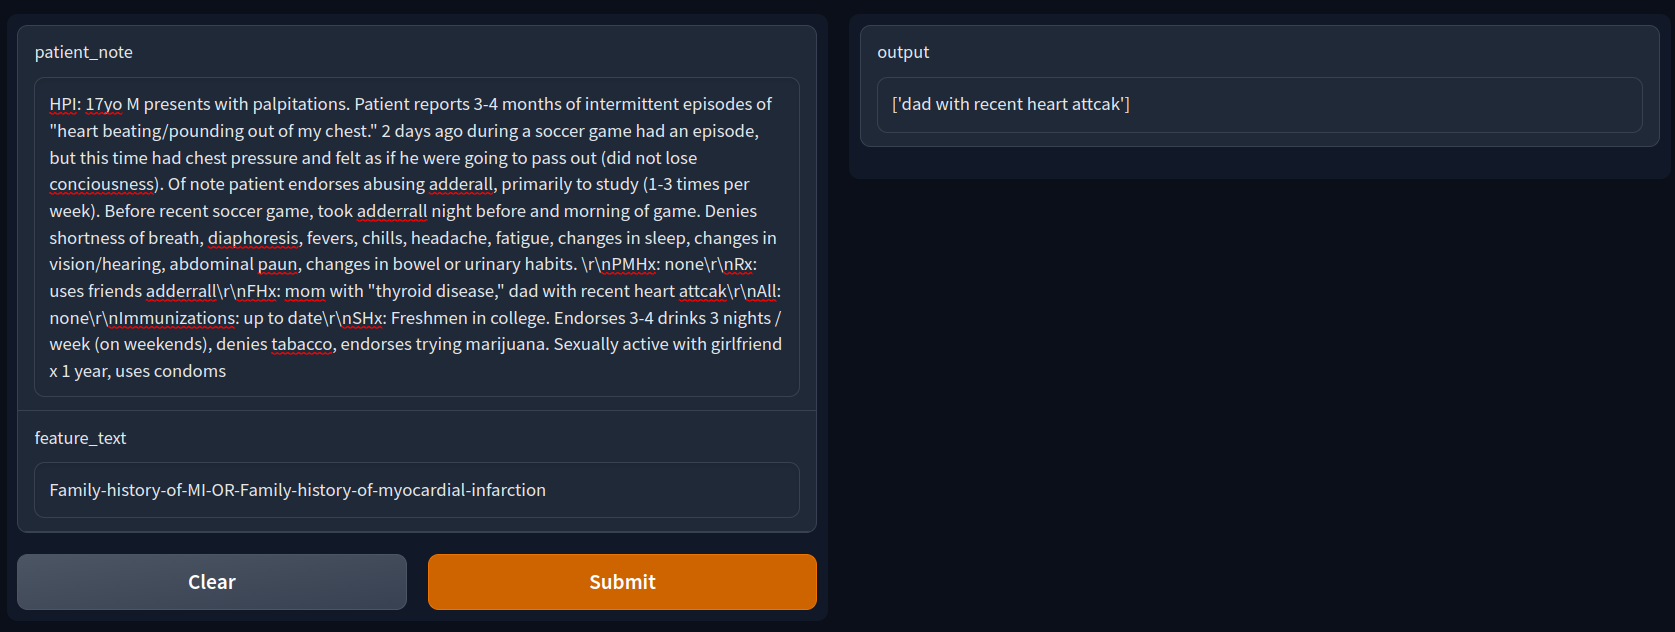 patient_note
HPI: 17yo M presents with palpitations. Patient reports 3-4 months of intermittent episodes of
"heart beating/pounding out of my chest." 2 days ago during a soccer game had an episode,
but this time had chest pressure and felt as if he were going to pass out (did not lose
conciousness). Of note patient endorses abusing adderall, primarily to study (1-3 times per
week). Before recent soccer game, took adderrall night before and morning of game. Denies
shortness of breath, diaphoresis, fevers, chills, headache, fatigue, changes in sleep, changes in
vision/hearing, abdominal paun, changes in bowel or urinary habits. \r\nPMHx: none\r\nRx:
uses friends adderrall\r\nFHx: mom with "thyroid disease," dad with recent heart attcak\r\nAll:
none\r\nImmunizations: up to date\r\nSHx: Freshmen in college. Endorses 3-4 drinks 3 nights /
week (on weekends), denies tabacco, endorses trying marijuana. Sexually active with girlfriend
x 1 year, uses condoms
feature_text
Family-history-of-MI-OR-Family-history-of-myocardial-infarction
Clear
Submit
output
['dad with recent heart attcak']